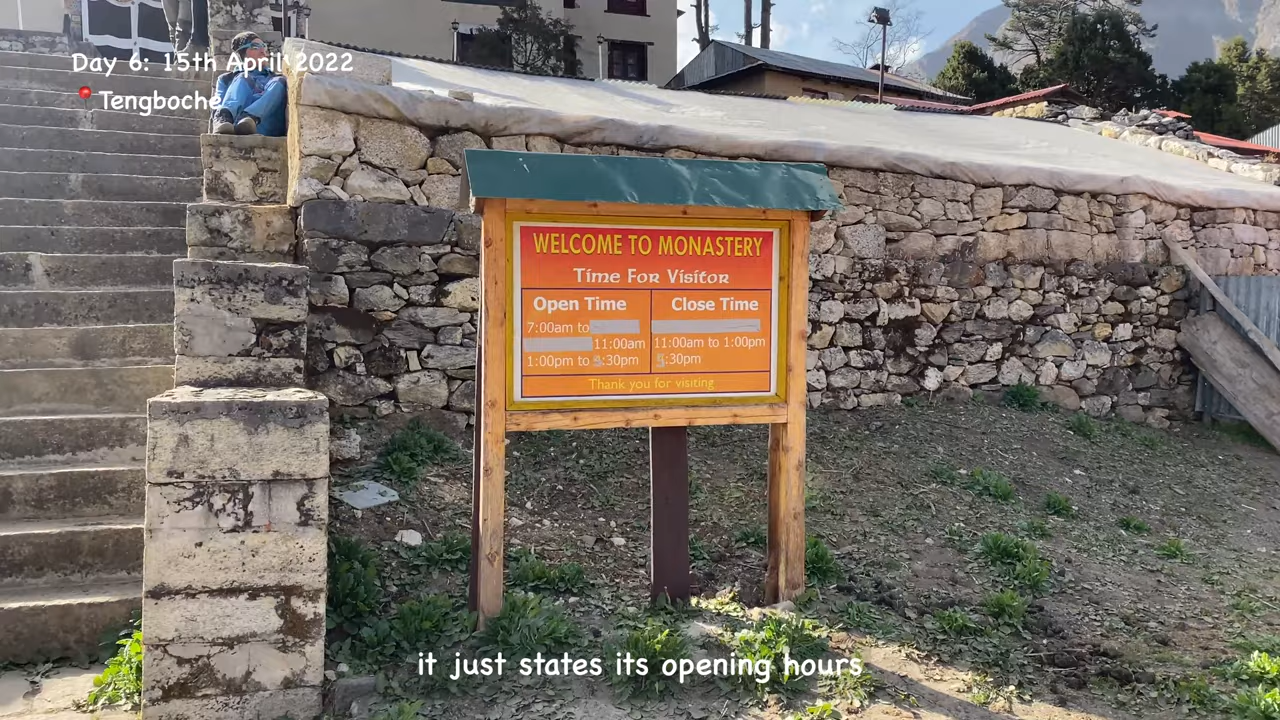 Day 6: 15th April 2022
📍 Tengboche
WELCOME TO MONASTERY
Time For Visitor
Open Time
Close Time
7:00am to
11:00am
11:00am to 1:00pm
1:00pm to 5:30pm
5:30pm
Thank you for visiting
it just states its opening hours